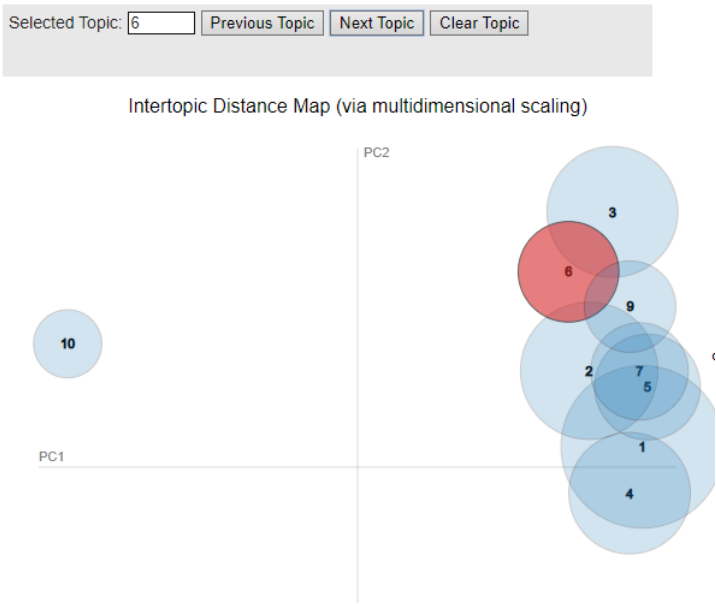 Selected Topic: 6 Previous Topic Next Topic Clear Topic
Intertopic Distance Map (via multidimensional scaling)
PC2
3
6
9
10
2
7
5
PC1
1
4